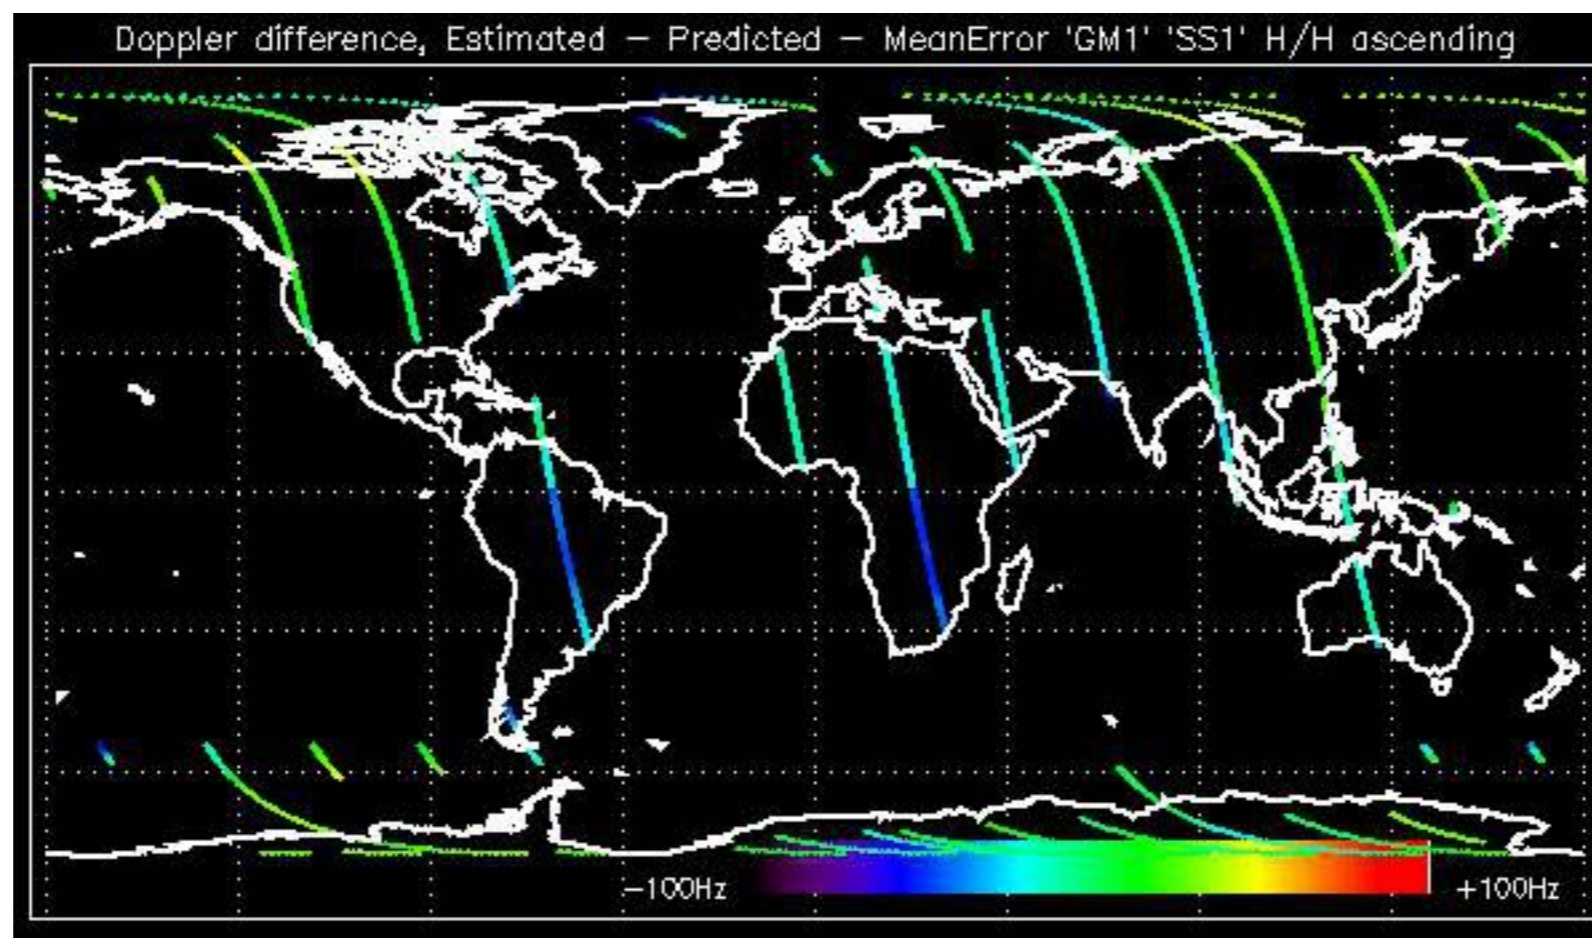 Doppler difference, Estimated – Predicted – MeanError 'GM1' 'SS1' H/H ascending
-100Hz +100Hz